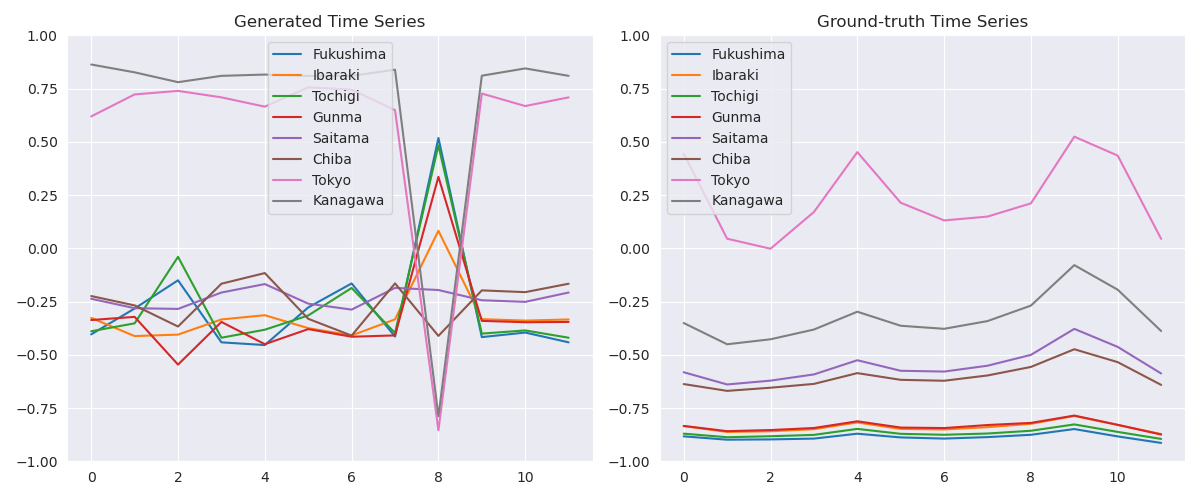 Generated Time Series
1.00
0.75
0.50
0.25
0.00
−0.25
−0.50
−0.75
−1.00
0 2 4 6 8 10
Fukushima
Ibaraki
Tochigi
Gunma
Saitama
Chiba
Tokyo
Kanagawa
Ground-truth Time Series
1.00
0.75
0.50
0.25
0.00
−0.25
−0.50
−0.75
−1.00
0 2 4 6 8 10
Fukushima
Ibaraki
Tochigi
Gunma
Saitama
Chiba
Tokyo
Kanagawa